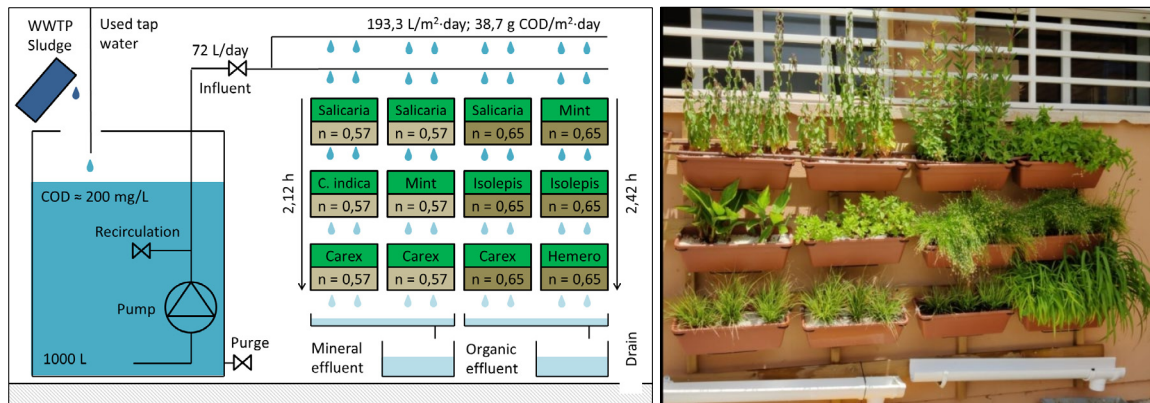 WWTP
Sludge
Used tap
water
72 L/day
Influent
193,3 L/m²·day; 38,7 g COD/m²·day
COD ≈ 200 mg/L
Recirculation
Pump
1000 L
Purge
2,12 h
Salicaria
n = 0,57
Salicaria
n = 0,57
Salicaria
n = 0,65
Mint
n = 0,65
C. indica
n = 0,57
Mint
n = 0,57
Isolepis
n = 0,65
Isolepis
n = 0,65
Carex
n = 0,57
Carex
n = 0,57
Carex
n = 0,65
Hemero
n = 0,65
2,42 h
Mineral
effluent
Organic
effluent
Drain